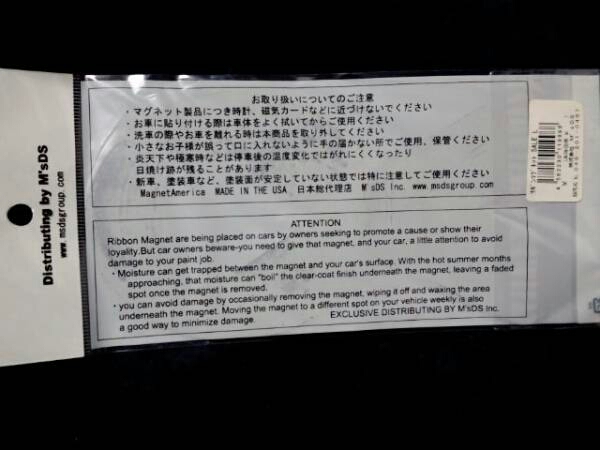 Distributing by M'sDS
www.msdsgroup.com
お取り扱いについてのご注意
・マグネット製品につき時計、磁気カードなどに近づけないでください
・お車に貼り付ける際は車体をよく拭いてからご使用ください
・洗車の際やお車を離れる時は本商品を取り外してください
・小さなお子様が誤って口に入れないように手の届かない所でご使用、保管ください
・炎天下や極寒時などは停車後の温度変化ではがれにくくなったり
日焼け跡が残ることがあります
・新車、塗装車など、塗装面が安定していない状態では特に注意してご使用ください
MagnetAmerica MADE IN THE USA 日本総代理店 M'sDS Inc. www.msdsgroup.com
ATTENTION
Ribbon Magnet are being placed on cars by owners seeking to promote a cause or show their
loyality.But car owners beware-you need to give that magnet, and your car, a little attention to avoid
damage to your paint job.
・Moisture can get trapped between the magnet and your car's surface. With the hot summer months
approaching, that moisture can "boil" the clear-coat finish underneath the magnet, leaving a faded
spot once the magnet is removed.
・you can avoid damage by occasionally removing the magnet, wiping it off and waxing the area
underneath the magnet. Moving the magnet to a different spot on your vehicle weekly is also
a good way to minimize damage.
EXCLUSIVE DISTRIBUTING BY M'sDS Inc.
SALE L